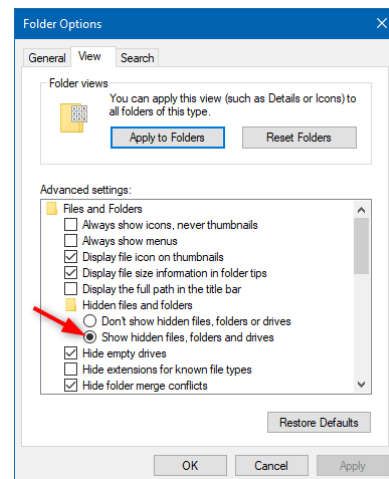 Folder Options
General View Search
Folder views
You can apply this view (such as Details or Icons) to
all folders of this type.
Apply to Folders Reset Folders
Advanced settings:
Files and Folders
Always show icons, never thumbnails
Always show menus
Display file icon on thumbnails
Display file size information in folder tips
Display the full path in the title bar
Hidden files and folders
Don't show hidden files, folders or drives
Show hidden files, folders and drives
Hide empty drives
Hide extensions for known file types
Hide folder merge conflicts
Restore Defaults
OK Cancel Apply